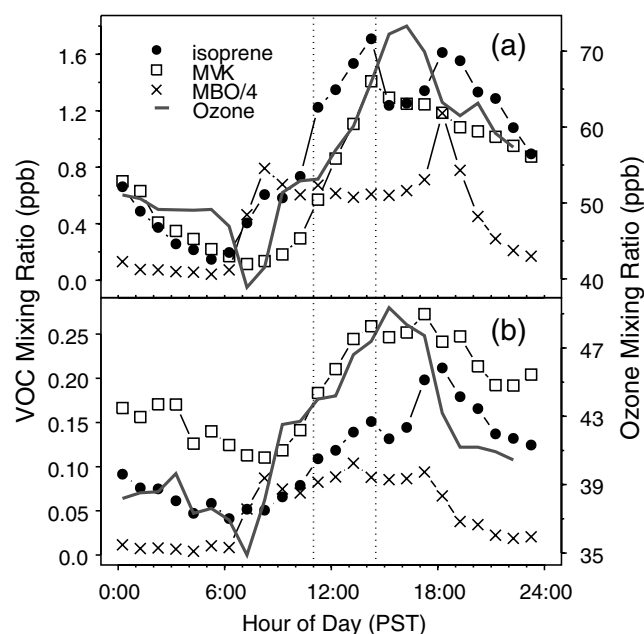 (a)
isoprene
MVK
MBO/4
Ozone
1.6
1.2
0.8
0.4
0.0
70
60
50
40
VOC Mixing Ratio (ppb)
Ozone Mixing Ratio (ppb)
(b)
0.25
0.20
0.15
0.10
0.05
0.0
47
43
39
35
0:00
6:00
12:00
18:00
24:00
Hour of Day (PST)